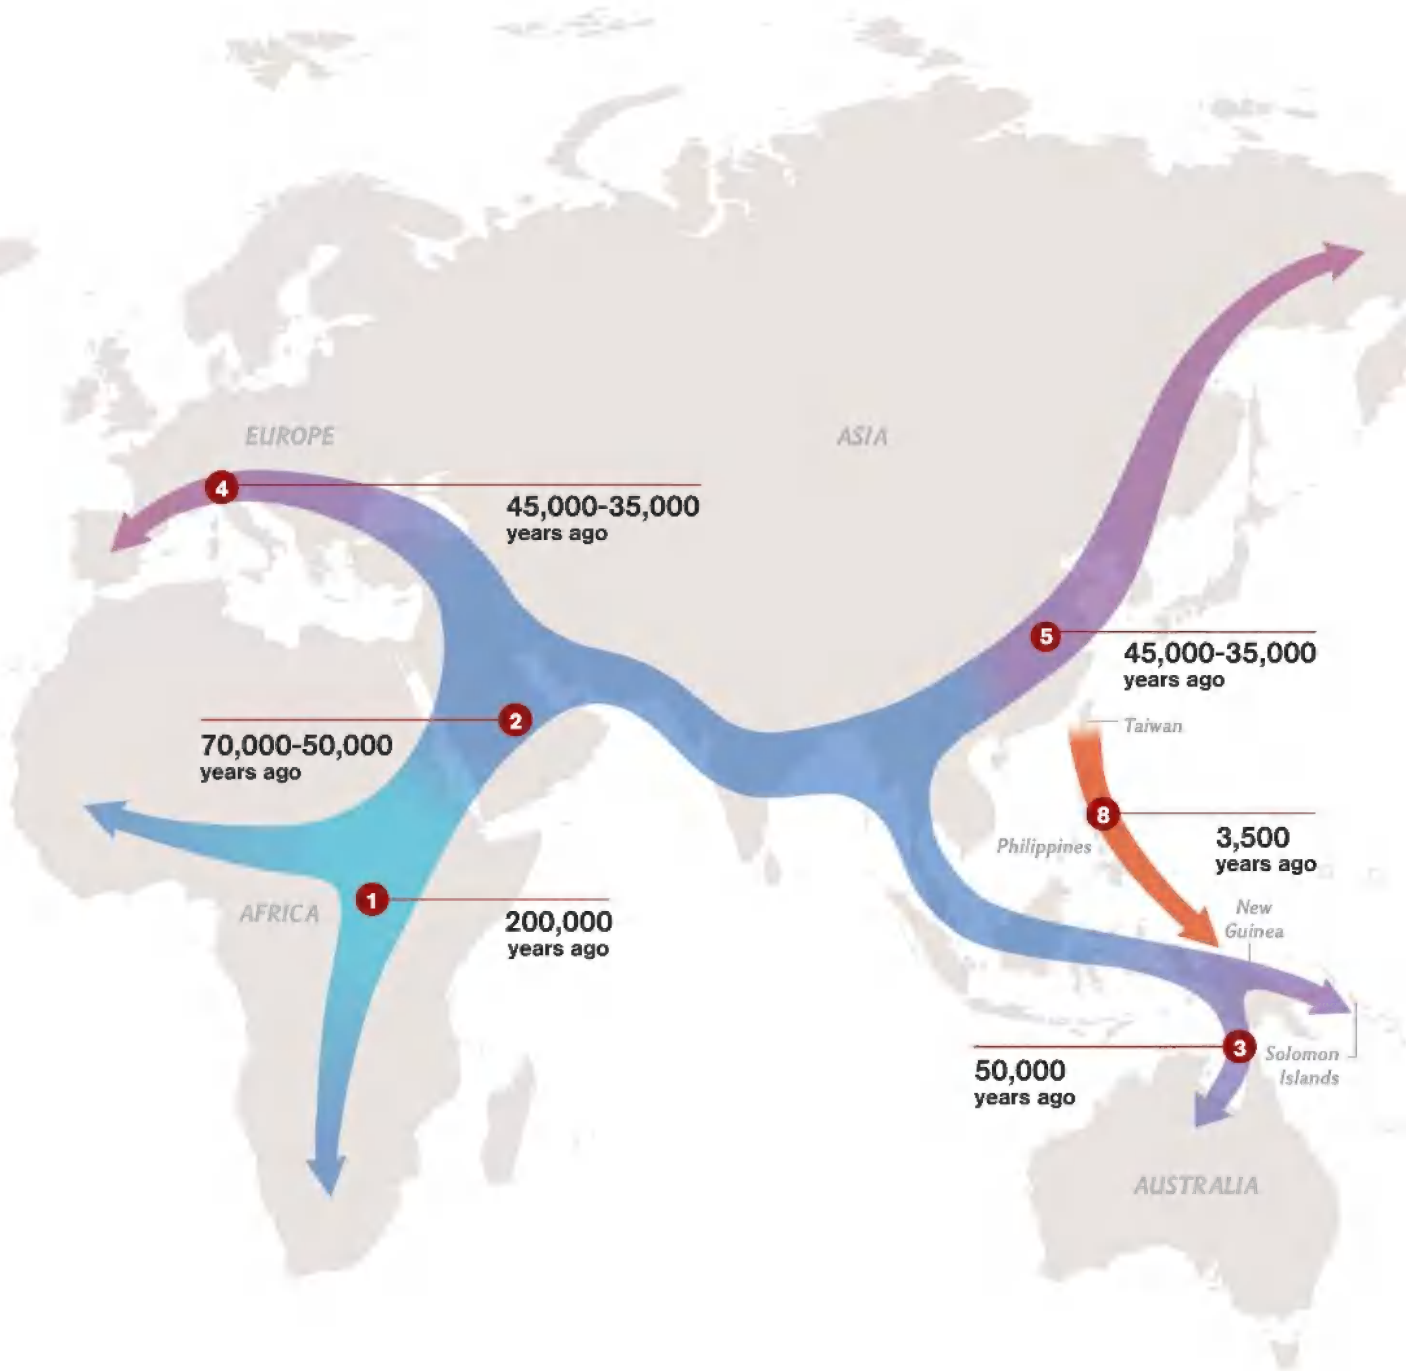 EUROPE
ASIA
4
45,000-35,000
years ago
5
45,000-35,000
years ago
2
70,000-50,000
years ago
Taiwan
8
3,500
years ago
Philippines
1
AFRICA
200,000
years ago
New
Guinea
3
50,000
years ago
Solomon
Islands
AUSTRALIA